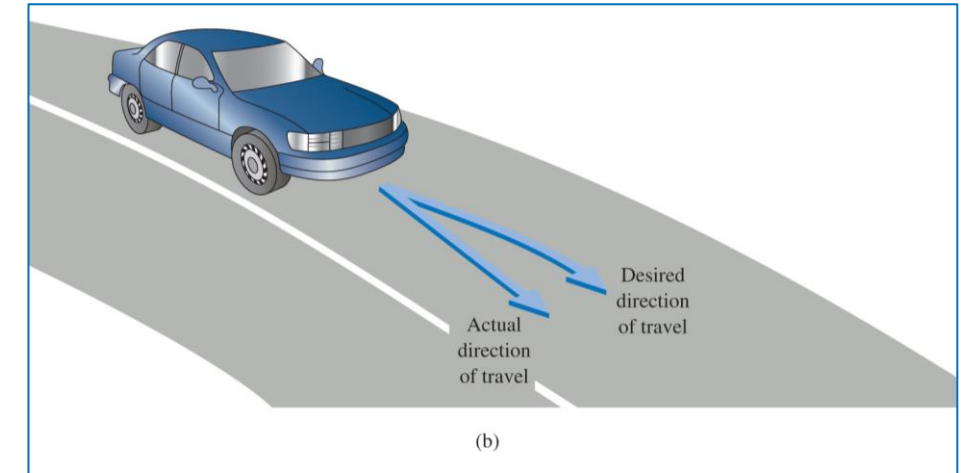 Desired
direction
of travel
Actual
direction
of travel
(b)